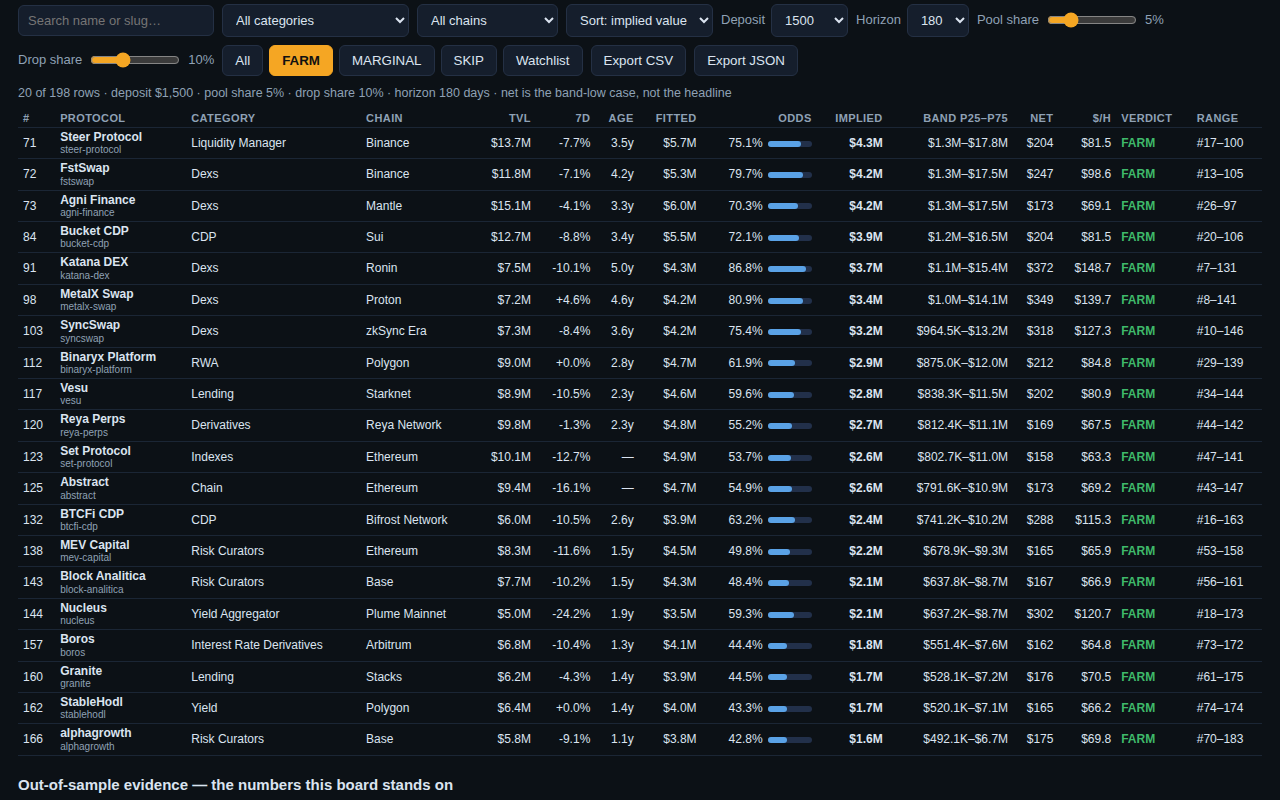 Search name or slug…
All categories
All chains
Sort: implied value
Deposit 1500
Horizon 180
Pool share 5%
Drop share 10%
All FARM MARGINAL SKIP Watchlist Export CSV Export JSON
20 of 198 rows · deposit $1,500 · pool share 5% · drop share 10% · horizon 180 days · net is the band-low case, not the headline
# PROTOCOL CATEGORY CHAIN TVL 7D AGE FITTED ODDS IMPLIED BAND P25–P75 NET $/H VERDICT RANGE
71 Steer Protocol Liquidity Manager Binance $13.7M -7.7% 3.5y $5.7M 75.1% $4.3M $1.3M–$17.8M $204 $81.5 FARM #17–100
steer-protocol
72 FstSwap Dexs Binance $11.8M -7.1% 4.2y $5.3M 79.7% $4.2M $1.3M–$17.5M $247 $98.6 FARM #13–105
fstswap
73 Agni Finance Dexs Mantle $15.1M -4.1% 3.3y $6.0M 70.3% $4.2M $1.3M–$17.5M $173 $69.1 FARM #26–97
agni-finance
84 Bucket CDP CDP Sui $12.7M -8.8% 3.4y $5.5M 72.1% $3.9M $1.2M–$16.5M $204 $81.5 FARM #20–106
bucket-cdp
91 Katana DEX Dexs Ronin $7.5M -10.1% 5.0y $4.3M 86.8% $3.7M $1.1M–$15.4M $372 $148.7 FARM #7–131
katana-dex
98 MetalX Swap Dexs Proton $7.2M +4.6% 4.6y $4.2M 80.9% $3.4M $1.0M–$14.1M $349 $139.7 FARM #8–141
metalx-swap
103 SyncSwap Dexs zkSync Era $7.3M -8.4% 3.6y $4.2M 75.4% $3.2M $964.5K–$13.2M $318 $127.3 FARM #10–146
syncswap
112 Binaryx Platform RWA Polygon $9.0M +0.0% 2.8y $4.7M 61.9% $2.9M $875.0K–$12.0M $212 $84.8 FARM #29–139
binaryx-platform
117 Vesu Lending Starknet $8.9M -10.5% 2.3y $4.6M 59.6% $2.8M $838.3K–$11.5M $202 $80.9 FARM #34–144
vesu
120 Reya Perps Derivatives Reya Network $9.8M -1.3% 2.3y $4.8M 55.2% $2.7M $812.4K–$11.1M $169 $67.5 FARM #44–142
reya-perps
123 Set Protocol Indexes Ethereum $10.1M -12.7% — $4.9M 53.7% $2.6M $802.7K–$11.0M $158 $63.3 FARM #47–141
set-protocol
125 Abstract Chain Ethereum $9.4M -16.1% — $4.7M 54.9% $2.6M $791.6K–$10.9M $173 $69.2 FARM #43–147
abstract
132 BTCFi CDP CDP Bifrost Network $6.0M -10.5% 2.6y $3.9M 63.2% $2.4M $741.2K–$10.2M $288 $115.3 FARM #16–163
btcfi-cdp
138 MEV Capital Risk Curators Ethereum $8.3M -11.6% 1.5y $4.5M 49.8% $2.2M $678.9K–$9.3M $165 $65.9 FARM #53–158
mev-capital
143 Block Analitica Risk Curators Base $7.7M -10.2% 1.5y $4.3M 48.4% $2.1M $637.8K–$8.7M $167 $66.9 FARM #56–161
block-analitica
144 Nucleus Yield Aggregator Plume Mainnet $5.0M -24.2% 1.9y $3.5M 59.3% $2.1M $637.2K–$8.7M $302 $120.7 FARM #18–173
nucleus
157 Boros Interest Rate Derivatives Arbitrum $6.8M -10.4% 1.3y $4.1M 44.4% $1.8M $551.4K–$7.6M $162 $64.8 FARM #73–172
boros
160 Granite Lending Stacks $6.2M -4.3% 1.4y $3.9M 44.5% $1.7M $528.1K–$7.2M $176 $70.5 FARM #61–175
granite
162 StableHodl Yield Polygon $6.4M +0.0% 1.4y $4.0M 43.3% $1.7M $520.1K–$7.1M $165 $66.2 FARM #74–174
stablehodl
166 alphagrowth Risk Curators Base $5.8M -9.1% 1.1y $3.8M 42.8% $1.6M $492.1K–$6.7M $175 $69.8 FARM #70–183
alphagrowth
Out-of-sample evidence — the numbers this board stands on